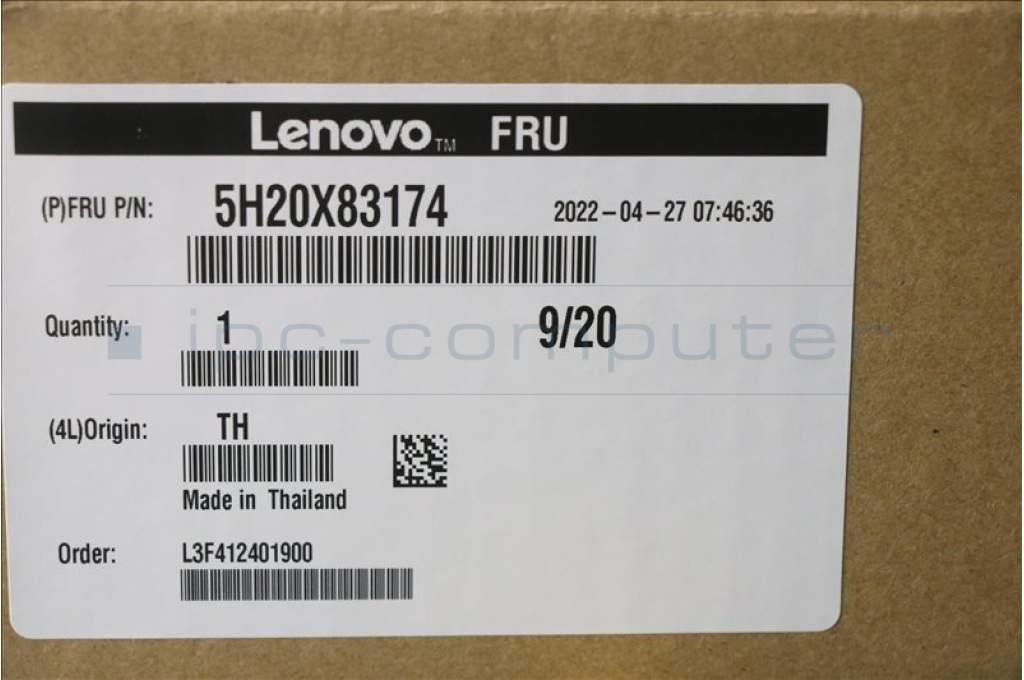 Lenovo™ FRU
(P)FRU P/N: 5H20X83174 2022-04-27 07:46:36
Quantity: 1 9/20
ipc-computer
(4L)Origin: TH
Made in Thailand
Order: L3F412401900